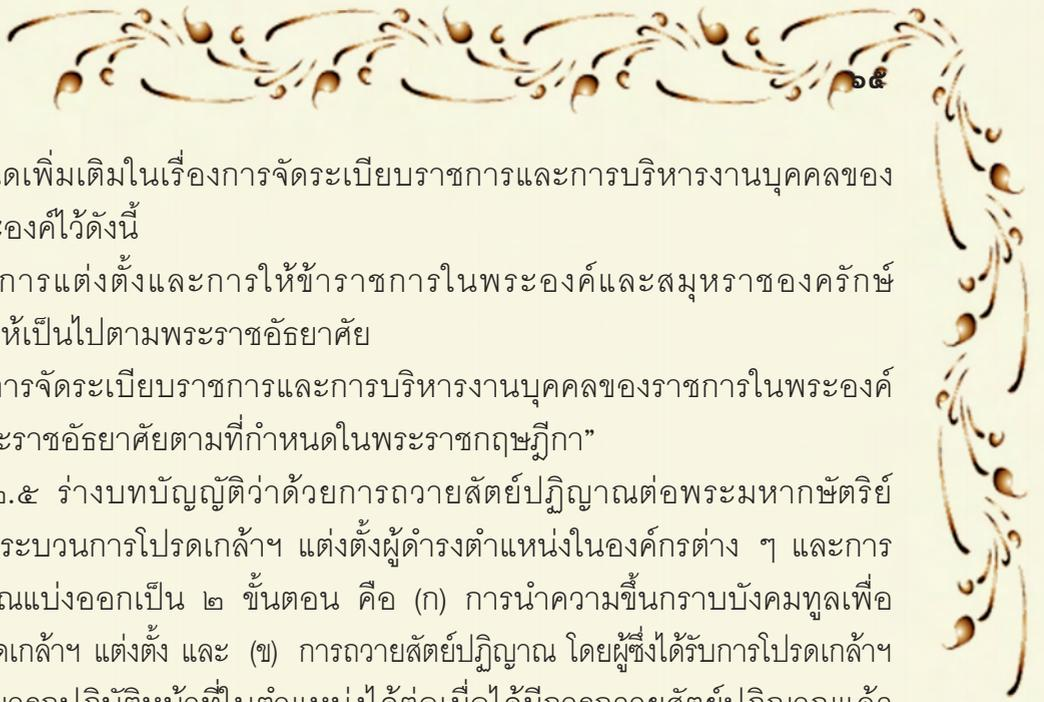 ๑๕
เพิ่มเติมในเรื่องการจัดระเบียบราชการและการบริหารงานบุคคลของ
องค์ไว้ดังนี้
การแต่งตั้งและการให้ข้าราชการในพระองค์และสมุหราชองครักษ์
ให้เป็นไปตามพระราชอัธยาศัย
การจัดระเบียบราชการและการบริหารงานบุคคลของราชการในพระองค์
ราชอัธยาศัยตามที่กำหนดในพระราชกฤษฎีกา”
.๕ ร่างบทบัญญัติว่าด้วยการถวายสัตย์ปฏิญาณต่อพระมหากษัตริย์
ระบวนการโปรดเกล้าฯ แต่งตั้งผู้ดำรงตำแหน่งในองค์กรต่าง ๆ และการ
ณแบ่งออกเป็น ๒ ขั้นตอน คือ (ก) การนำความขึ้นกราบบังคมทูลเพื่อ
ดเกล้าฯ แต่งตั้ง และ (ข) การถวายสัตย์ปฏิญาณ โดยผู้ซึ่งได้รับการโปรดเกล้าฯ